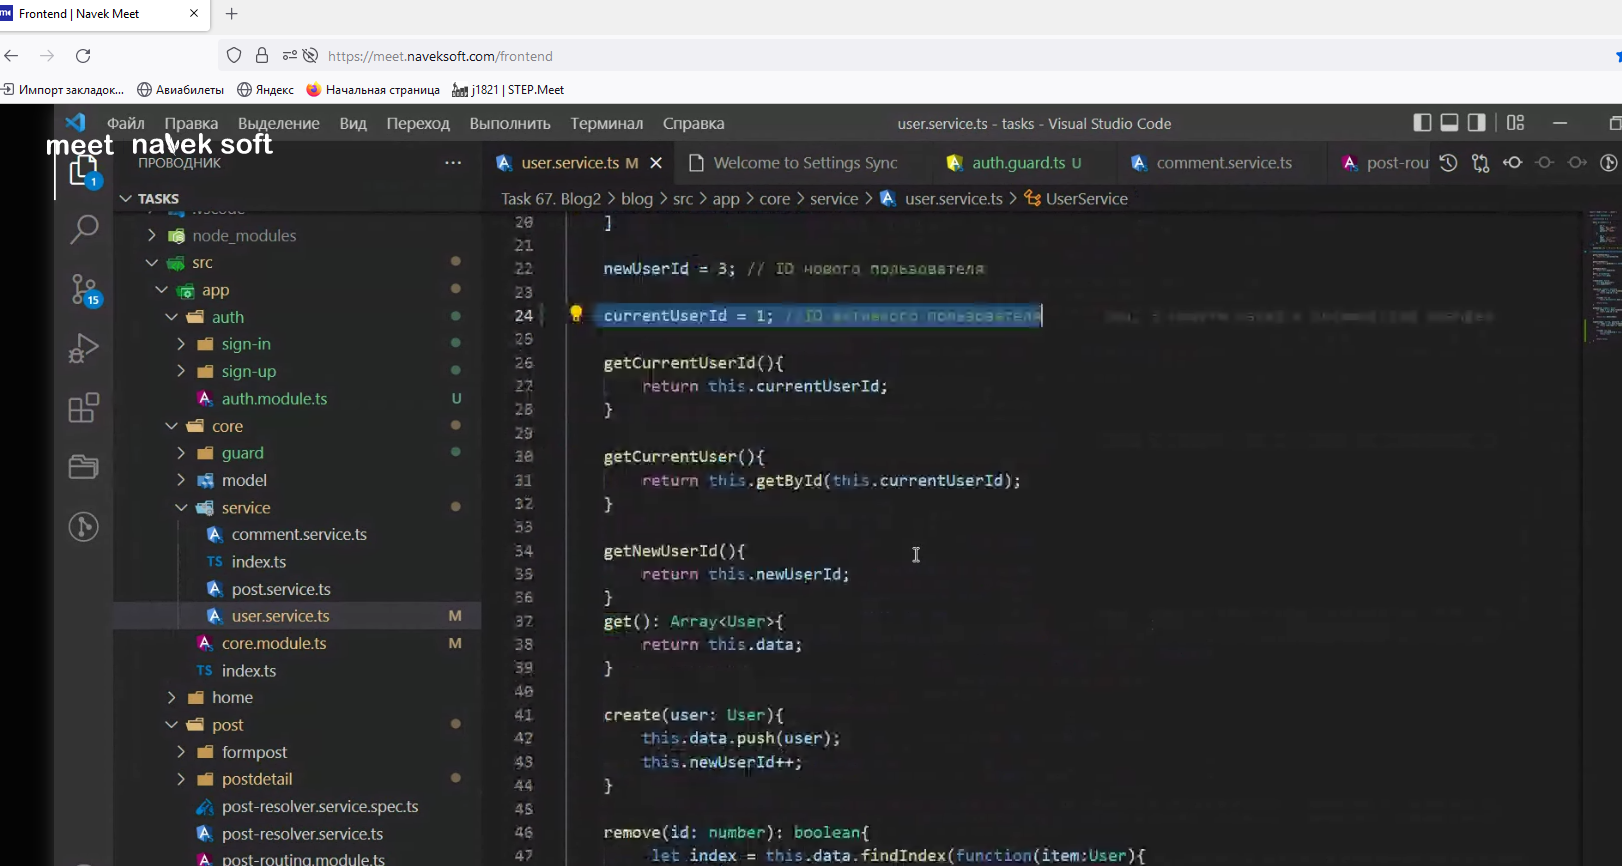 Frontend | Navek Meet
https://meet.naveksoft.com/frontend
Импорт закладок... Авиабилеты Яндекс Начальная страница j1821 | STEP.Meet
Файл Правка Выделение Вид Переход Выполнить Терминал Справка user.service.ts - tasks - Visual Studio Code
meet navek soft
ПРОВОДНИК
user.service.ts M Welcome to Settings Sync auth.guard.ts U comment.service.ts post-rou
TASKS
Task 67. Blog2 > blog > src > app > core > service > user.service.ts > UserService
1
15
.vscode
node_modules
src
app
auth
sign-in
sign-up
auth.module.ts U
core
guard
model
service
comment.service.ts
TS index.ts
post.service.ts
user.service.ts M
core.module.ts M
TS index.ts
home
post
formpost
postdetail
post-resolver.service.spec.ts
post-resolver.service.ts
post-routing.module.ts
20 ]
21
22 newUserId = 3; // ID нового пользователя
23
24 currentUserId = 1; // ID активного пользователя
25
26 getCurrentUserId(){
27 return this.currentUserId;
28 }
29
30 getCurrentUser(){
31 return this.getById(this.currentUserId);
32 }
33
34 getNewUserId(){
35 return this.newUserId;
36 }
37 get(): Array<User>{
38 return this.data;
39 }
40
41 create(user: User){
42 this.data.push(user);
43 this.newUserId++;
44 }
45
46 remove(id: number): boolean{
47 let index = this.data.findIndex(function(item:User){